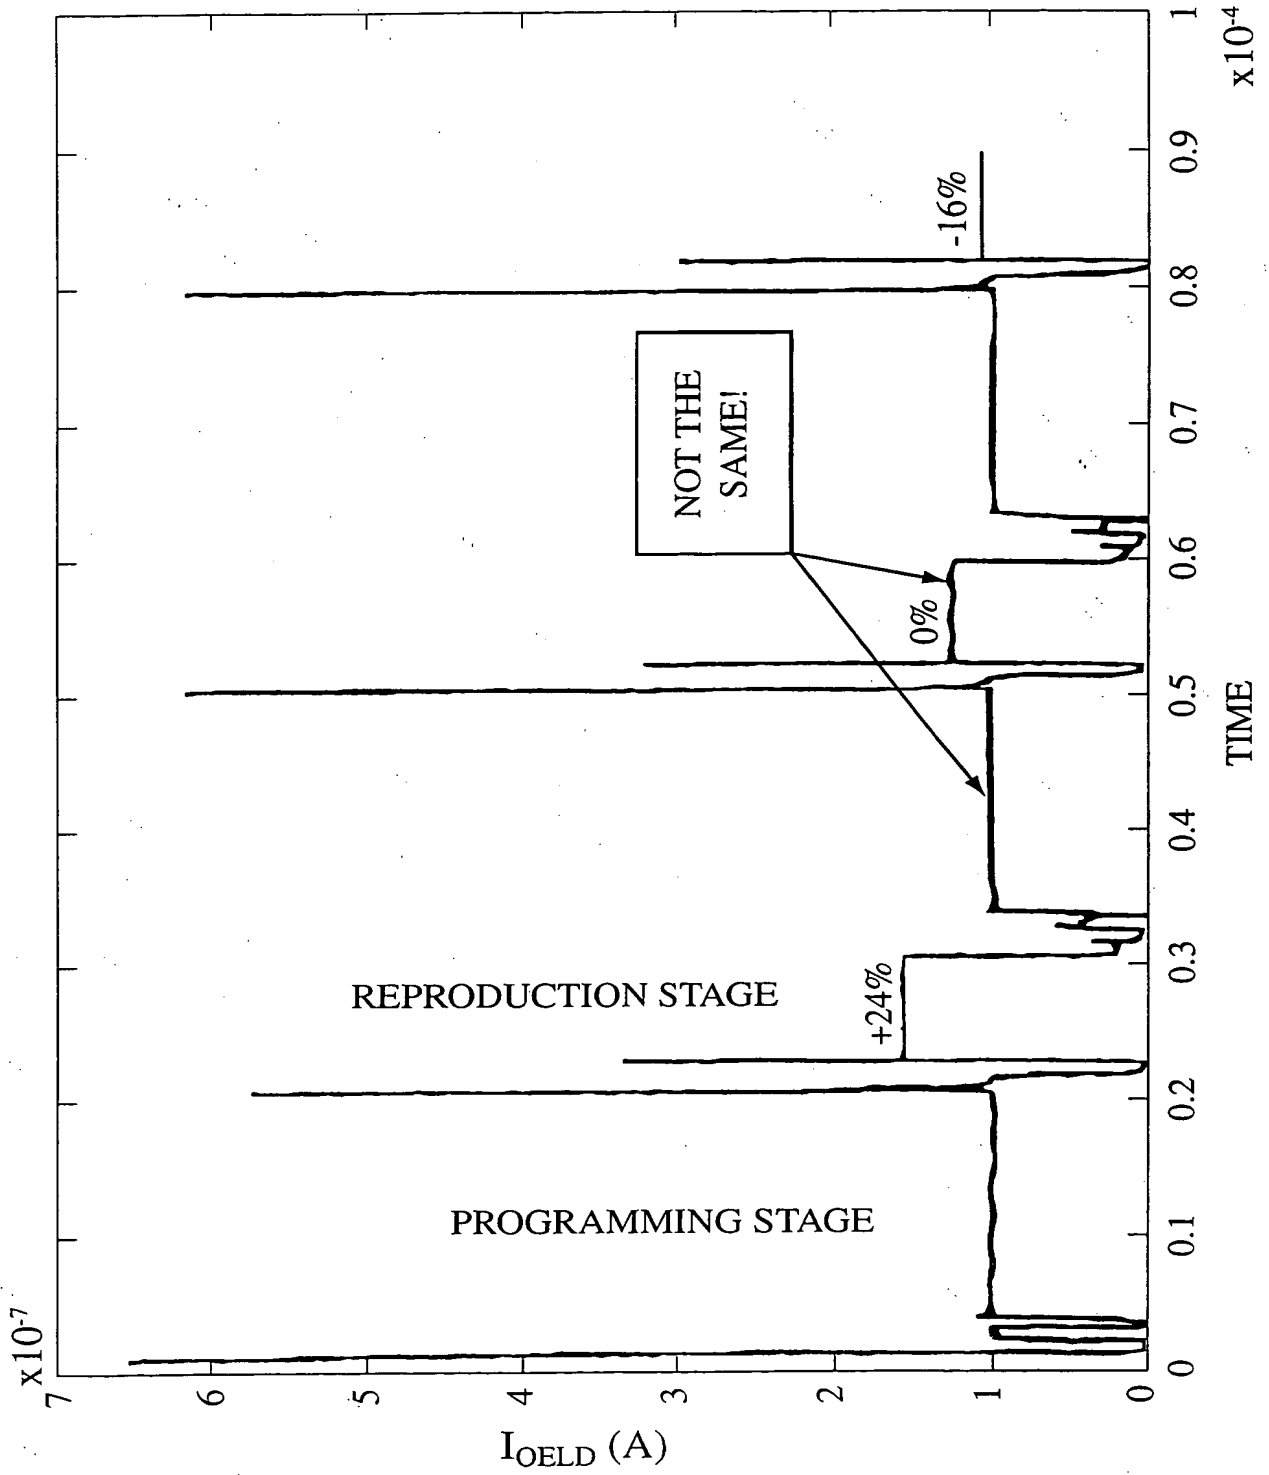 x10⁻⁷
7
6
5
4
3
2
1
0
I_OELD (A)
REPRODUCTION STAGE
PROGRAMMING STAGE
NOT THE
SAME!
+24%
0%
-16%
0
0.1
0.2
0.3
0.4
0.5
0.6
0.7
0.8
0.9
1
x10⁻⁴
TIME